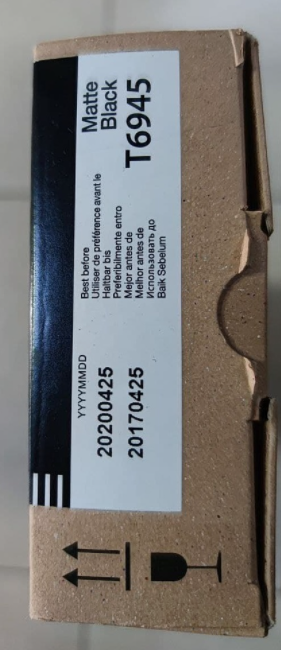 Matte
Black
T6945
Best before
Utiliser de préférence avant le
Haltbar bis
Preferibilmente entro
Mejor antes de
Melhor antes de
Использовать до
Baik Sebelum
YYYYMMDD
20200425
20170425